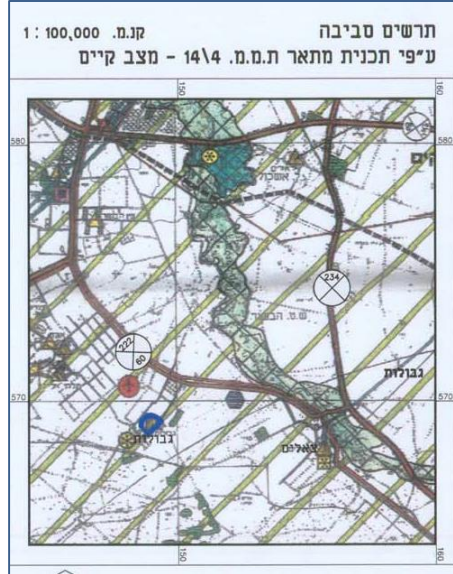 תרשים סביבה
קנ.מ. 1 : 100,000
ע״פי תכנית מתאר ת.מ.מ. 14\4 - מצב קיים
150
160
580
580
אשכול
234
222
60
גבולות
570
570
גבולות
צאלים
150
160